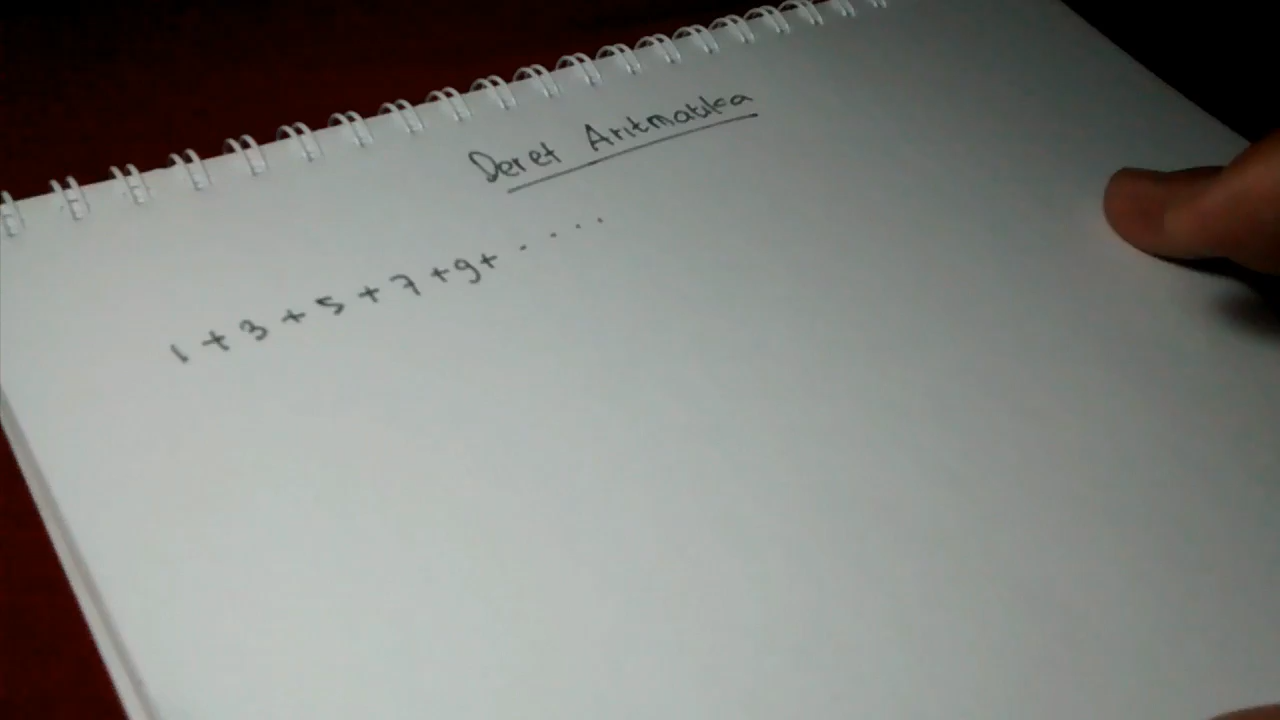 Deret Aritmatika
1 + 3 + 5 + 7 + 9 + .....